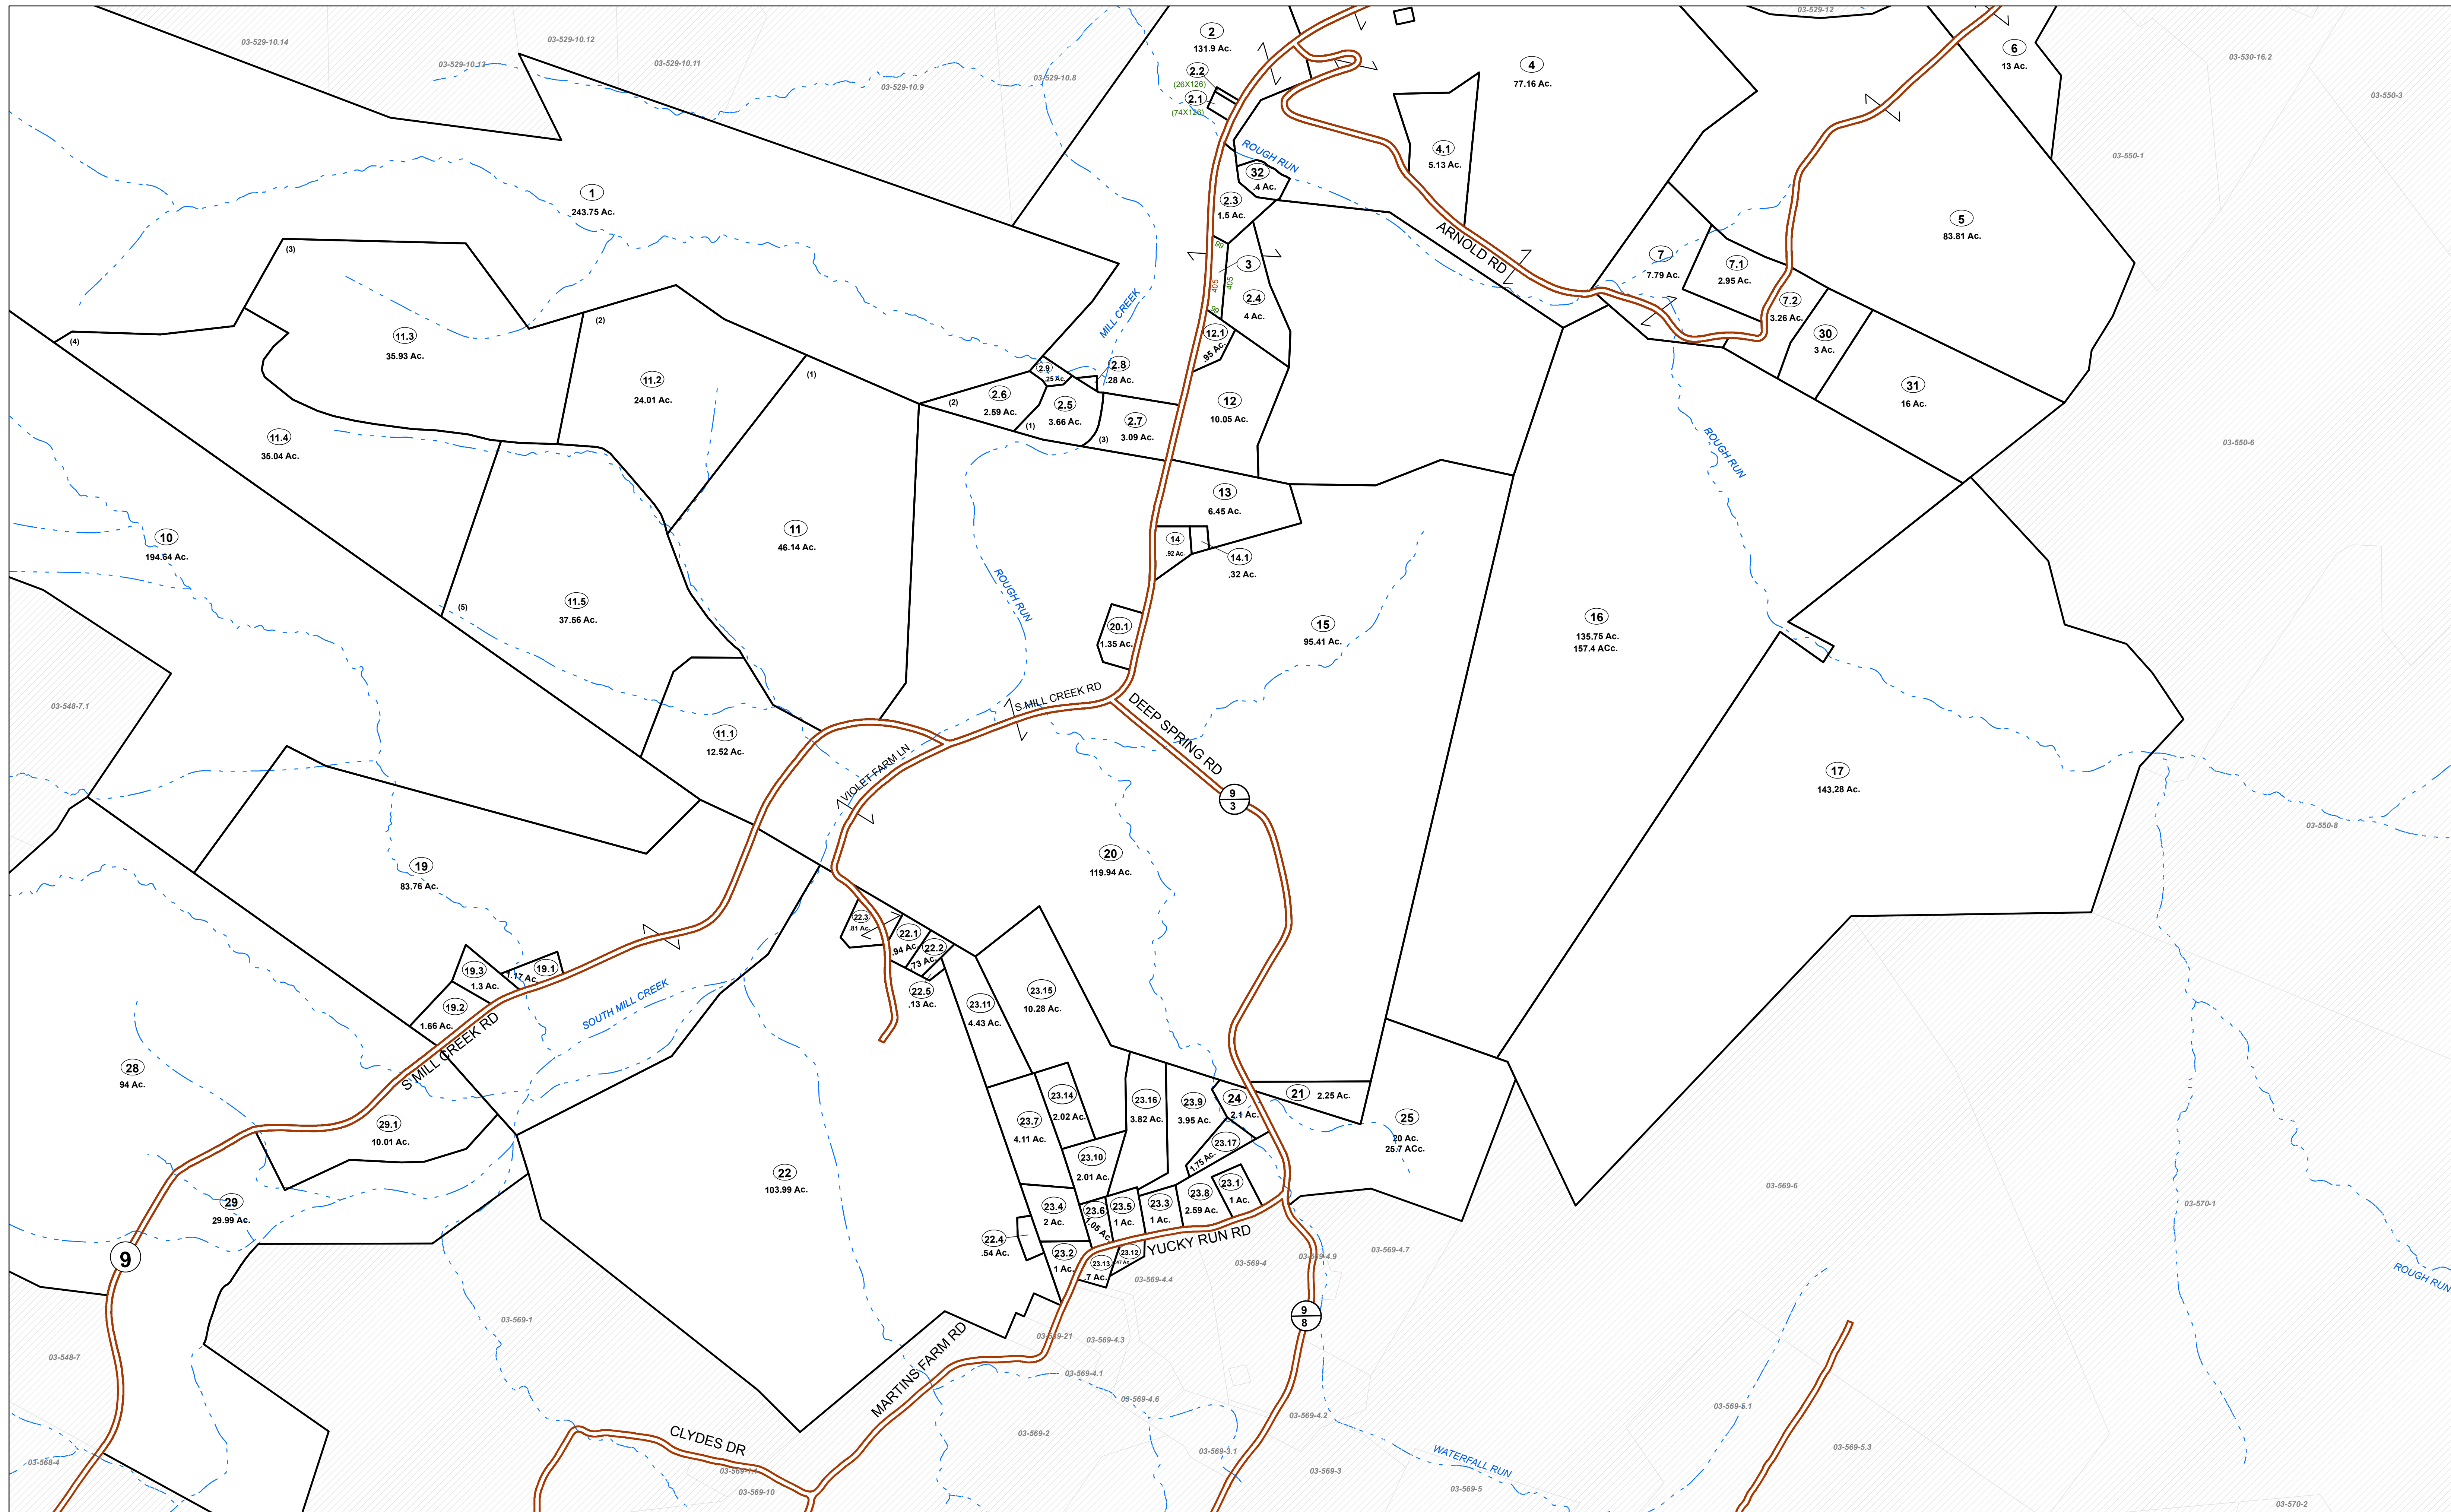 03-529-12
03-529-10.14
03-529-10.12
03-529-10.13
03-529-10.11
03-529-10.8
03-529-10.9
2
131.9 Ac.
2.2
(26X126)
2.1
(74X126)
4
77.16 Ac.
6
13 Ac.
03-530-16.2
03-550-3
03-550-1
4.1
5.13 Ac.
ROUGH RUN
32
.4 Ac.
2.3
1.5 Ac.
1
243.75 Ac.
5
83.81 Ac.
ARNOLD RD
7
7.79 Ac.
7.1
2.95 Ac.
7.2
3.26 Ac.
30
3 Ac.
31
16 Ac.
99
3
405
405
99
2.4
4 Ac.
12.1
.95 Ac.
MILL CREEK
(3)
11.3
35.93 Ac.
(2)
(4)
11.2
24.01 Ac.
(1)
2.9
.25 Ac.
2.8
.28 Ac.
2.6
2.59 Ac.
(2)
2.5
3.66 Ac.
(1)
2.7
3.09 Ac.
(3)
12
10.05 Ac.
11.4
35.04 Ac.
ROUGH RUN
03-550-6
13
6.45 Ac.
14
.92 Ac.
14.1
.32 Ac.
11
46.14 Ac.
10
194.64 Ac.
(5)
11.5
37.56 Ac.
ROUGH RUN
20.1
1.35 Ac.
15
95.41 Ac.
16
135.75 Ac.
157.4 ACc.
03-548-7.1
S MILL CREEK RD
DEEP SPRING RD
11.1
12.52 Ac.
VIOLET FARM LN
9
3
17
143.28 Ac.
03-550-8
19
83.76 Ac.
20
119.94 Ac.
22.3
.81 Ac.
22.1
.94 Ac.
22.2
.73 Ac.
22.5
.13 Ac.
19.3
1.3 Ac.
19.1
1.17 Ac.
19.2
1.66 Ac.
SOUTH MILL CREEK
S MILL CREEK RD
23.11
4.43 Ac.
23.15
10.28 Ac.
28
94 Ac.
29.1
10.01 Ac.
23.14
2.02 Ac.
23.7
4.11 Ac.
23.16
3.82 Ac.
23.9
3.95 Ac.
24
2.1 Ac.
21
2.25 Ac.
25
20 Ac.
25.7 ACc.
23.17
1.75 Ac.
23.10
2.01 Ac.
22
103.99 Ac.
29
29.99 Ac.
23.4
2 Ac.
23.6
1.05 Ac.
23.5
1 Ac.
23.3
1 Ac.
23.8
2.59 Ac.
23.1
1 Ac.
22.4
.54 Ac.
23.2
1 Ac.
23.13
.7 Ac.
23.12
YUCKY RUN RD
9
03-569-6
03-570-1
03-569-4.9
03-569-4.7
03-569-4
03-569-4.4
ROUGH RUN
9
8
03-569-1
03-569-21
03-569-4.3
MARTINS FARM RD
03-548-7
03-569-4.1
03-569-4.6
03-569-4.2
03-569-5.1
03-569-2
CLYDES DR
03-569-3.1
03-569-5.3
WATERFALL RUN
03-568-4
03-569-3
03-569-5
03-569-10
03-570-2